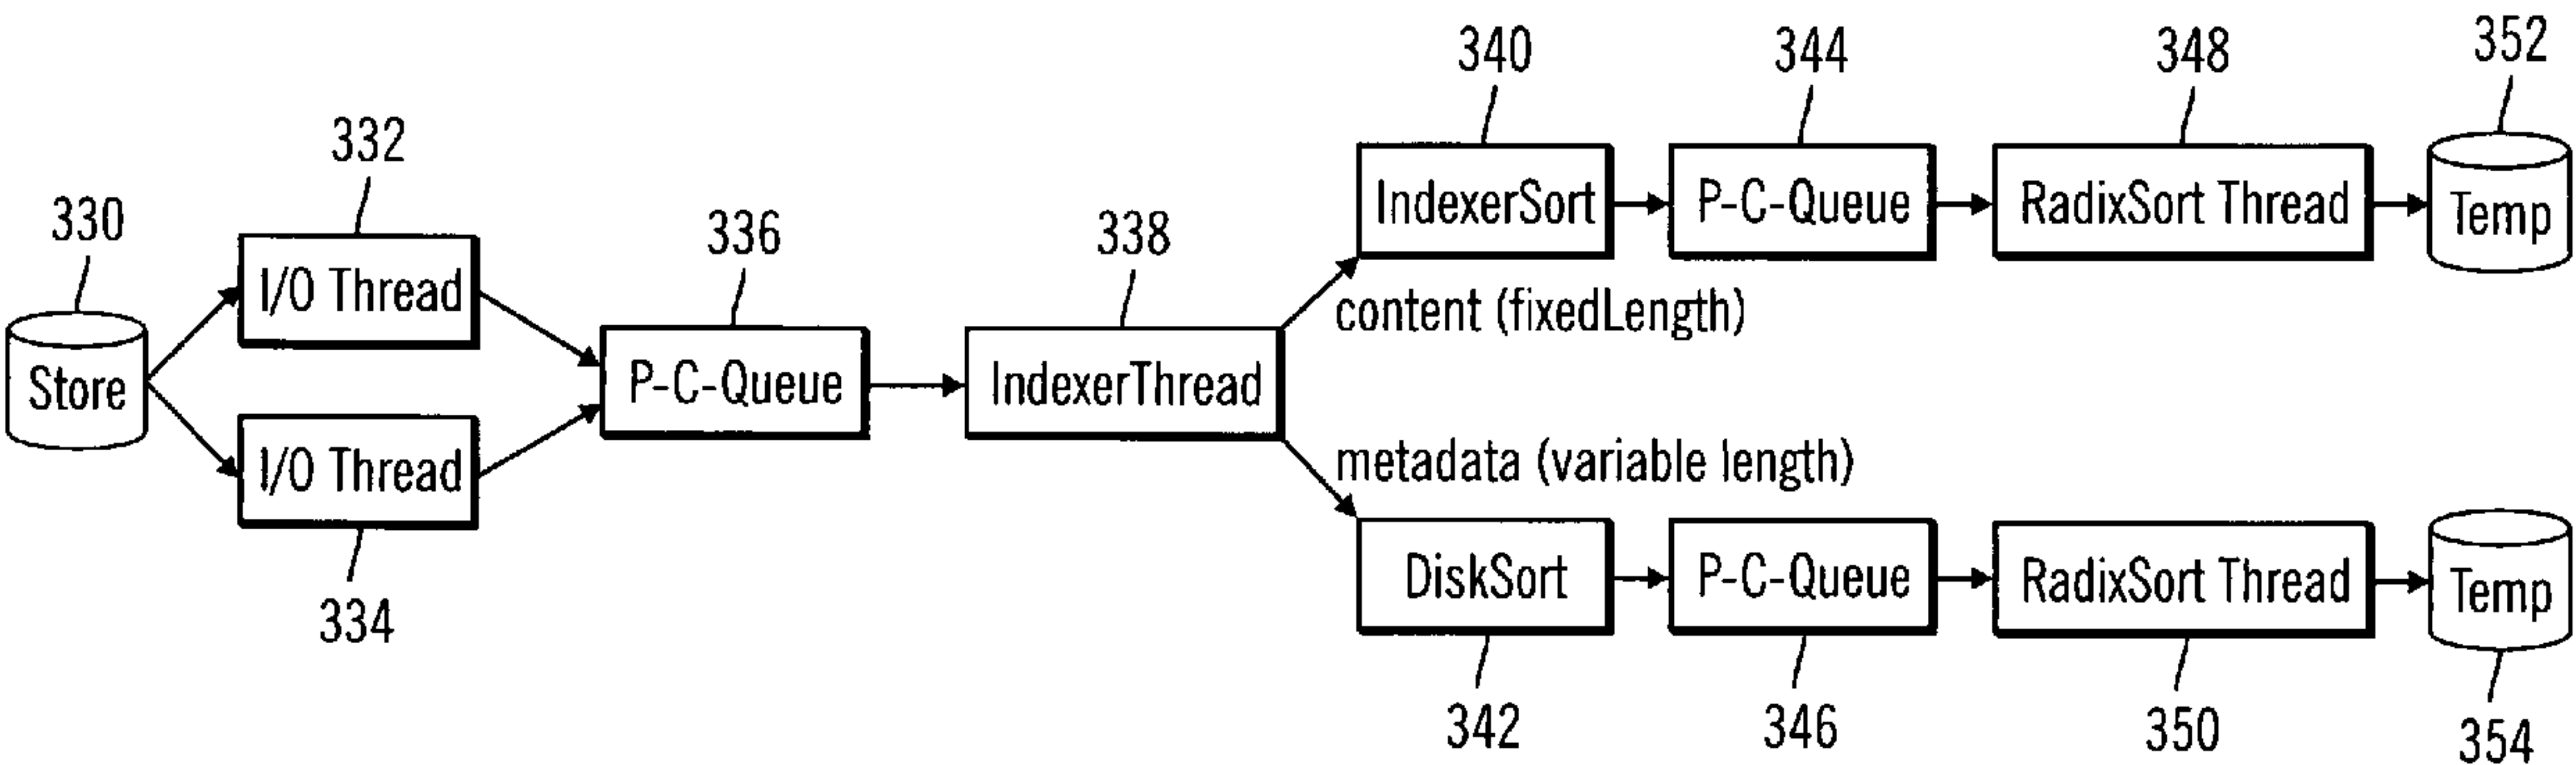 330
Store
332
I/O Thread
I/O Thread
334
336
P-C-Queue
338
IndexerThread
content (fixedLength)
metadata (variable length)
340
IndexerSort
344
P-C-Queue
348
RadixSort Thread
352
Temp
DiskSort
342
P-C-Queue
346
RadixSort Thread
350
Temp
354